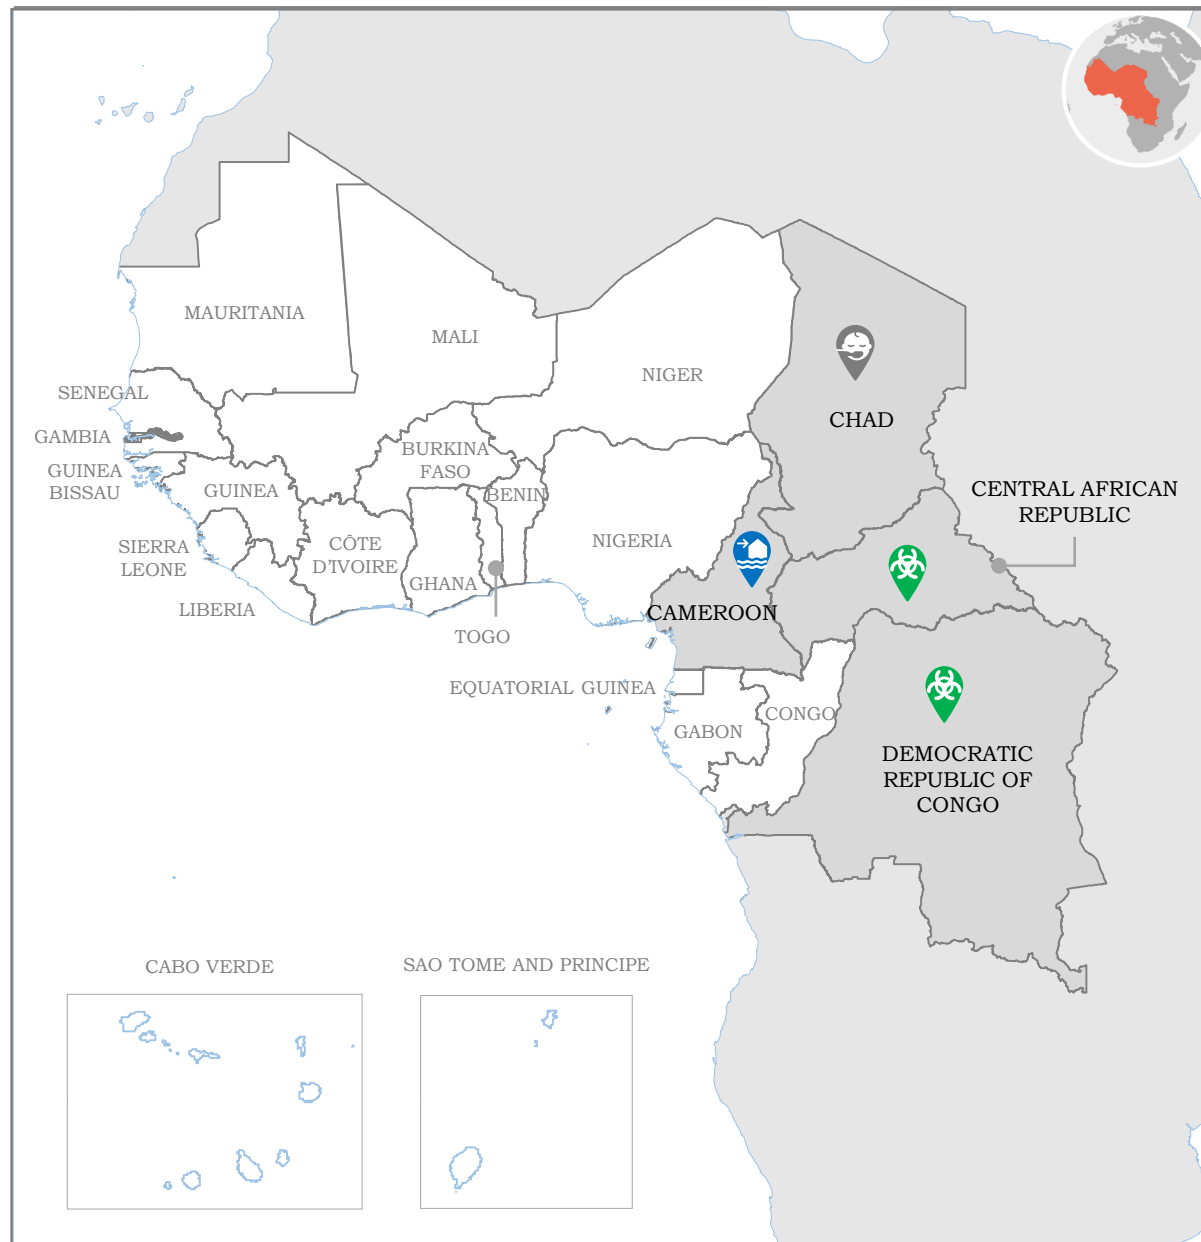 MAURITANIA
MALI
NIGER
SENEGAL
CHAD
GAMBIA
BURKINA
FASO
GUINEA
BISSAU
GUINEA
BENIN
CENTRAL AFRICAN
REPUBLIC
SIERRA
LEONE
CÔTE
D'IVOIRE
NIGERIA
GHANA
LIBERIA
CAMEROON
TOGO
EQUATORIAL GUINEA
CONGO
GABON
DEMOCRATIC
REPUBLIC OF
CONGO
CABO VERDE
SAO TOME AND PRINCIPE